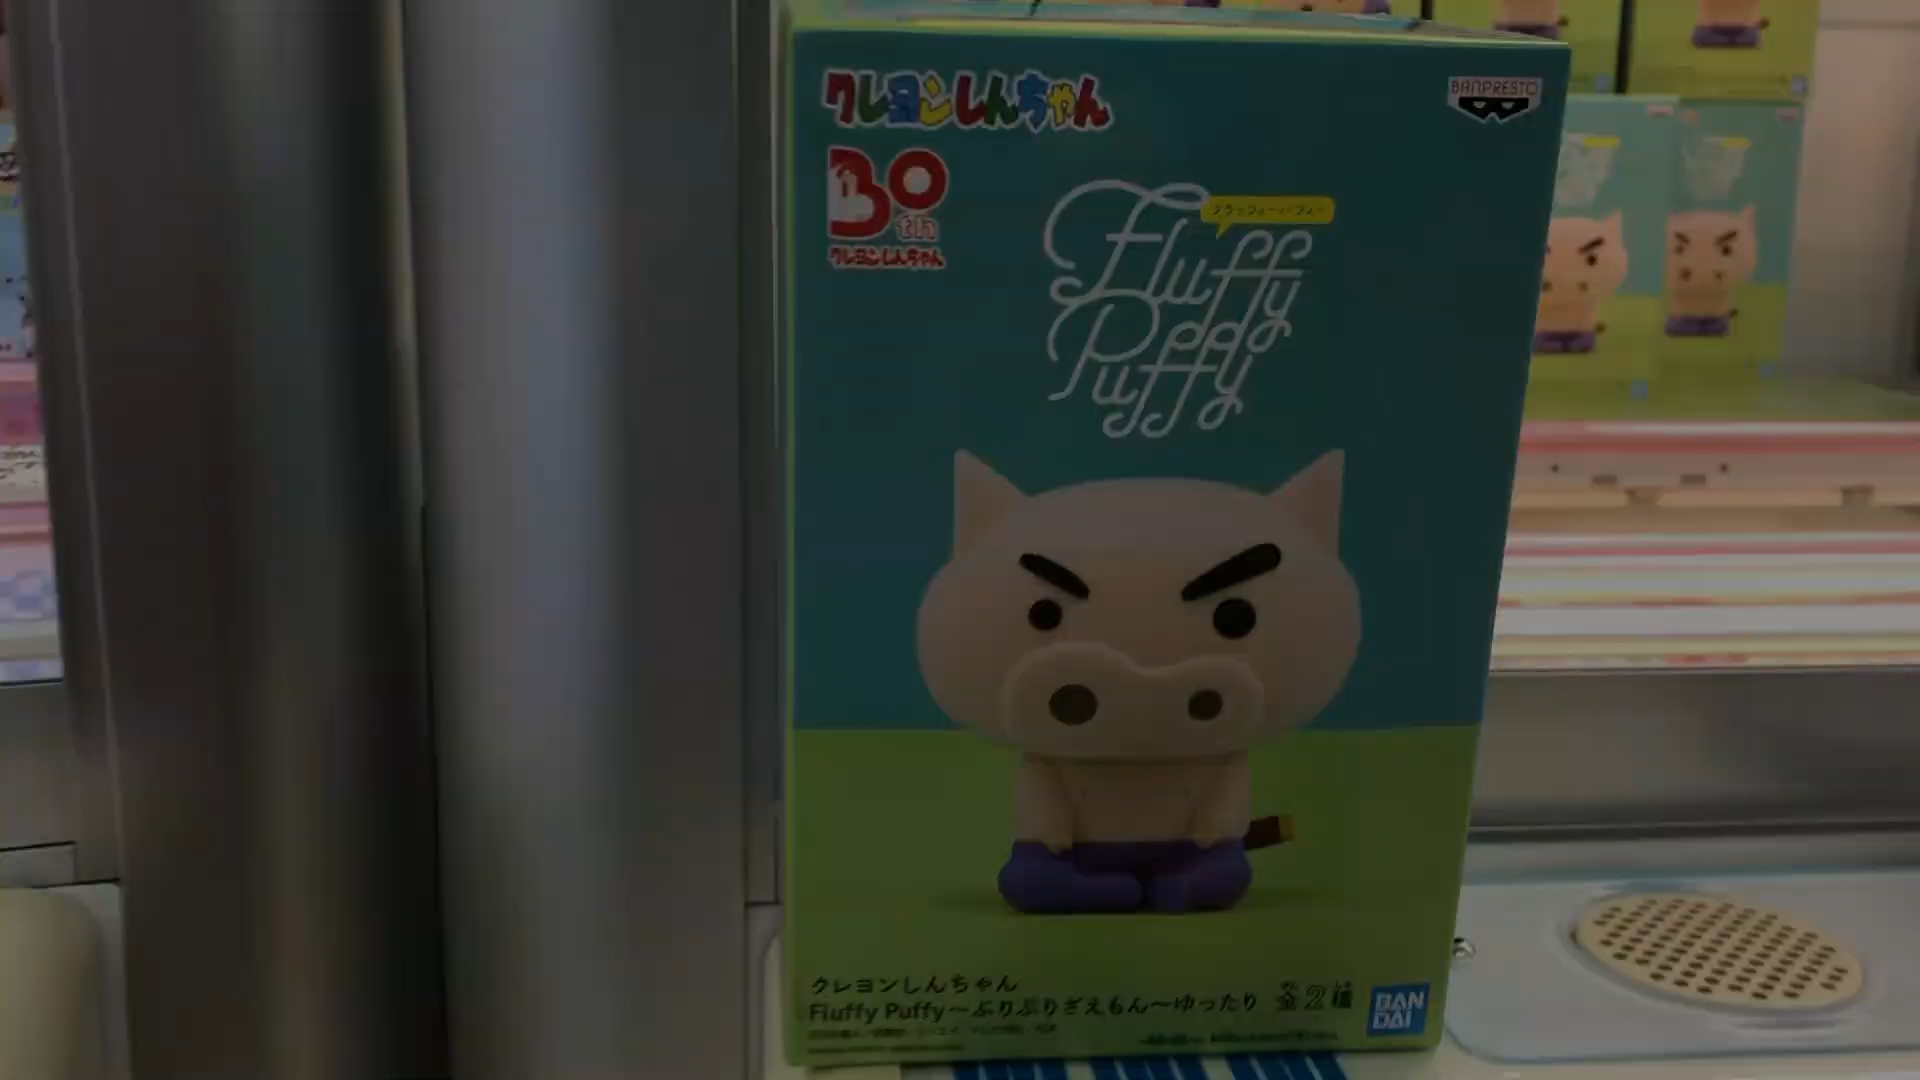 クレヨンしんちゃん
BANPRESTO
30th
クレヨンしんちゃん
フラッフィーパフィー
Fluffy
Puffy
クレヨンしんちゃん
Fluffy Puffy～ぶりぶりざえもん～ゆったり 全2種
BAN
DAI